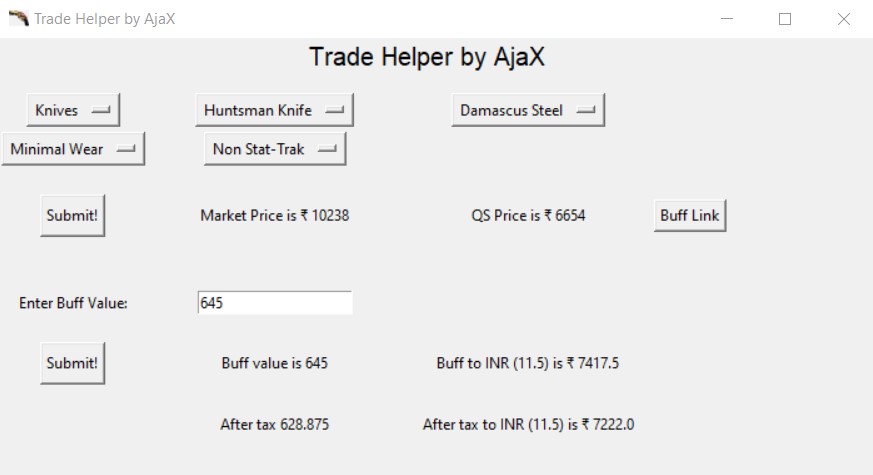 Trade Helper by AjaX
Trade Helper by AjaX
Knives Huntsman Knife Damascus Steel
Minimal Wear Non Stat-Trak
Submit! Market Price is ₹ 10238 QS Price is ₹ 6654 Buff Link
Enter Buff Value: 645
Submit! Buff value is 645 Buff to INR (11.5) is ₹ 7417.5
After tax 628.875 After tax to INR (11.5) is ₹ 7222.0